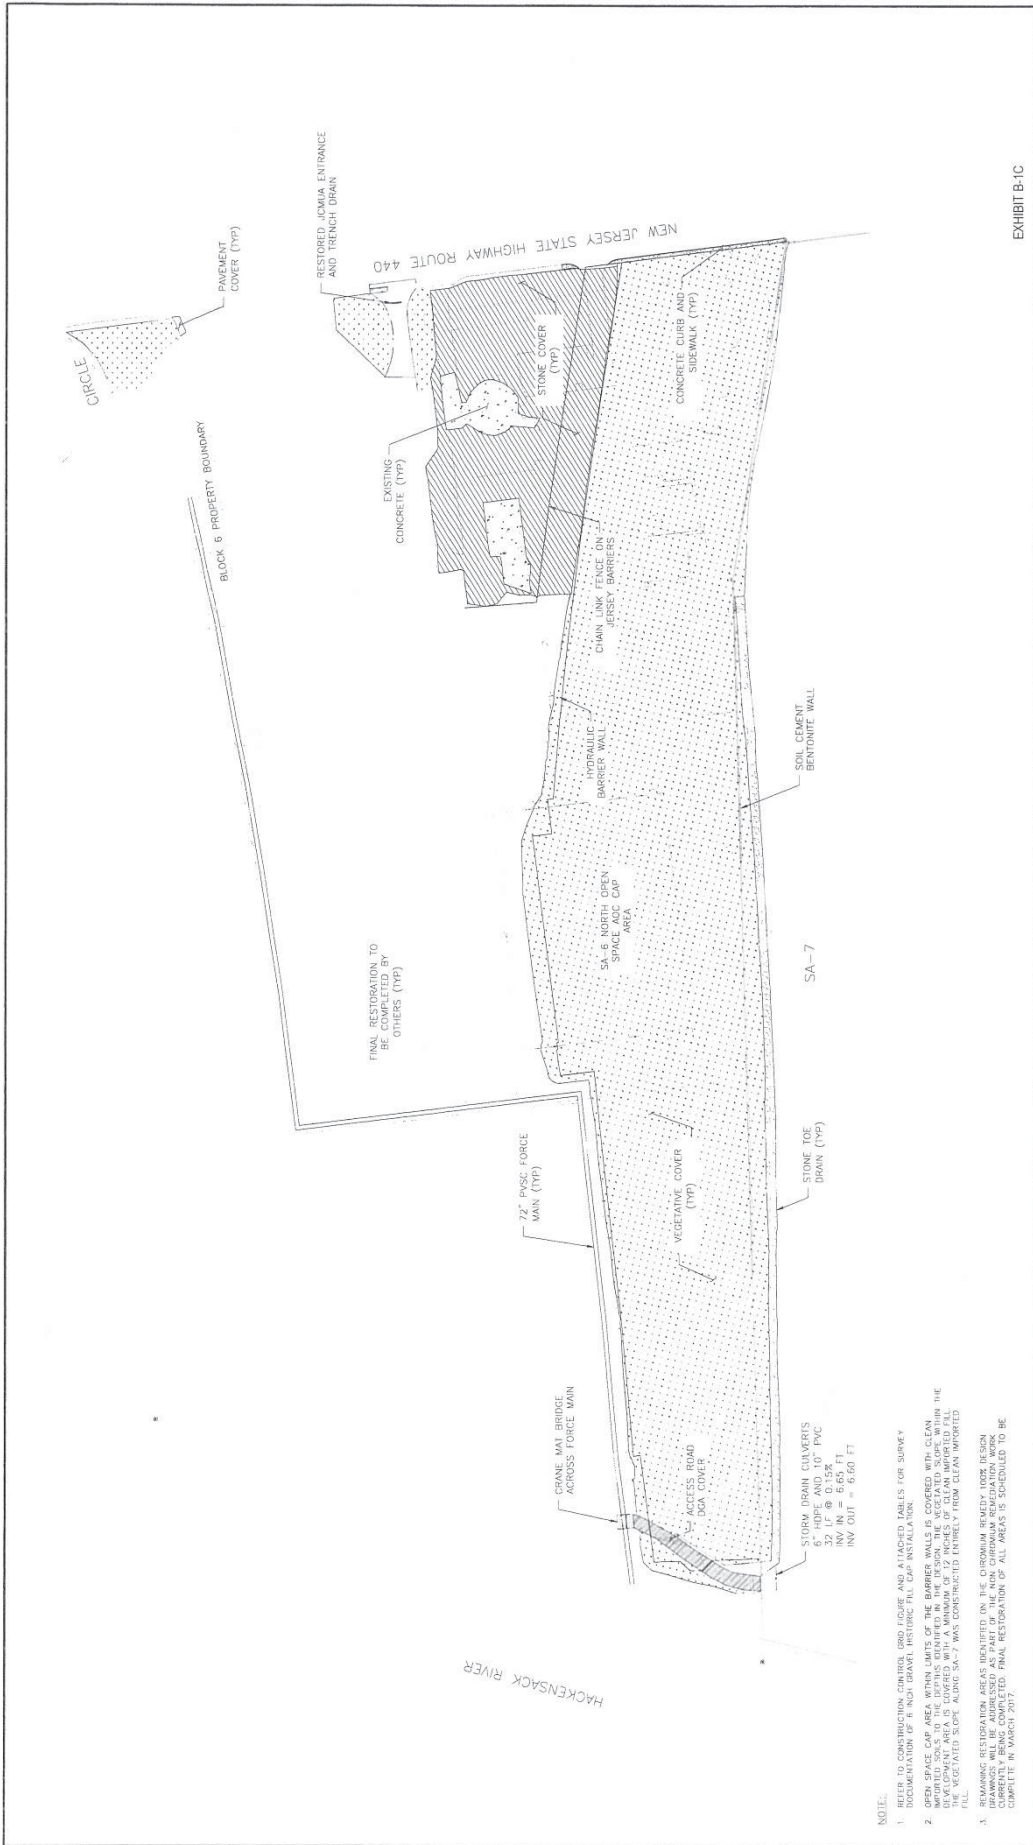 CIRCLE
PAVEMENT
COVER (TYP)
RESTORED JCMUA ENTRANCE
AND TRENCH DRAIN
NEW JERSEY STATE HIGHWAY ROUTE 440
BLOCK 6 PROPERTY BOUNDARY
EXISTING
CONCRETE (TYP)
STONE COVER
(TYP)
CONCRETE CURB AND
SIDEWALK (TYP)
CHAIN LINK FENCE ON
JERSEY BARRIERS
HYDRAULIC
BARRIER WALL
SOIL CEMENT
BENTONITE WALL
FINAL RESTORATION TO
BE COMPLETED BY
OTHERS (TYP)
SA-6 NORTH OPEN
SPACE AOC CAP
AREA
SA-7
72" PVSC FORCE
MAIN (TYP)
VEGETATIVE COVER
(TYP)
STONE TOE
DRAIN (TYP)
CRANE MAT BRIDGE
ACROSS FORCE MAIN
ACCESS ROAD
DGA COVER
STORM DRAIN CULVERTS
6" HDPE AND 10" PVC
32 LF @ 0.15%
INV IN = 6.65 FT
INV OUT = 6.60 FT
HACKENSACK RIVER
NOTE:
1. REFER TO CONSTRUCTION CONTROL GRID FIGURE AND ATTACHED TABLES FOR SURVEY
DOCUMENTATION OF 6 INCH GRAVEL HISTORIC FILL CAP INSTALLATION.
2. OPEN SPACE CAP AREA WITHIN LIMITS OF THE BARRIER WALLS IS COVERED WITH CLEAN
IMPORTED SOILS TO THE DEPTHS IDENTIFIED IN THE DESIGN. THE VEGETATED SLOPE WITHIN THE
DEVELOPMENT AREA IS COVERED WITH A MINIMUM OF 12 INCHES OF CLEAN IMPORTED FILL.
THE VEGETATED SLOPE ALONG SA-7 WAS CONSTRUCTED ENTIRELY FROM CLEAN IMPORTED
FILL.
3. REMAINING RESTORATION AREAS IDENTIFIED ON THE CHROMIUM REMEDY 100% DESIGN
DRAWINGS WILL BE ADDRESSED AS PART OF THE NON CHROMIUM REMEDIATION WORK
CURRENTLY BEING COMPLETED. FINAL RESTORATION OF ALL AREAS IS SCHEDULED TO BE
COMPLETE IN MARCH 2017
EXHIBIT B-1C